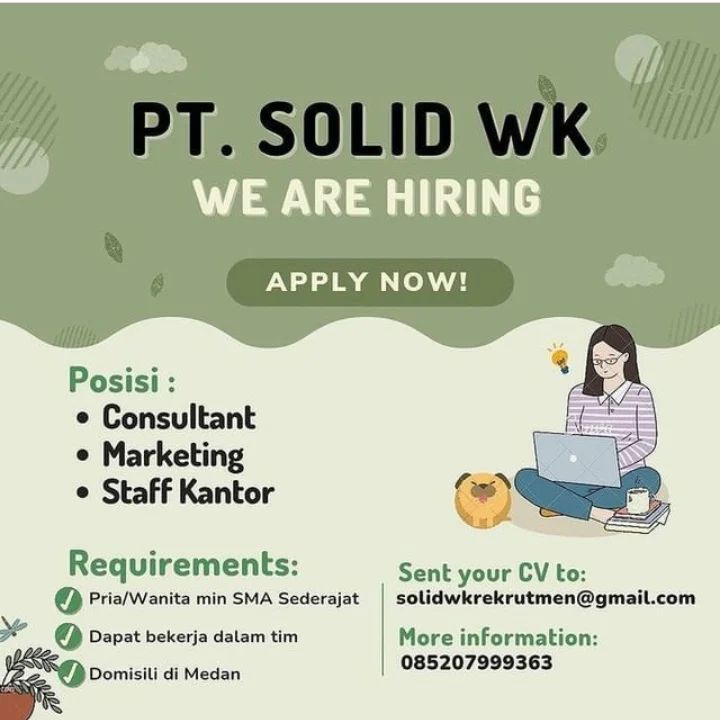 PT. SOLID WK
WE ARE HIRING
APPLY NOW!
Posisi :
• Consultant
• Marketing
• Staff Kantor
Requirements:
Pria/Wanita min SMA Sederajat
Dapat bekerja dalam tim
Domisili di Medan
Sent your CV to:
solidwkrekrutmen@gmail.com
More information:
085207999363